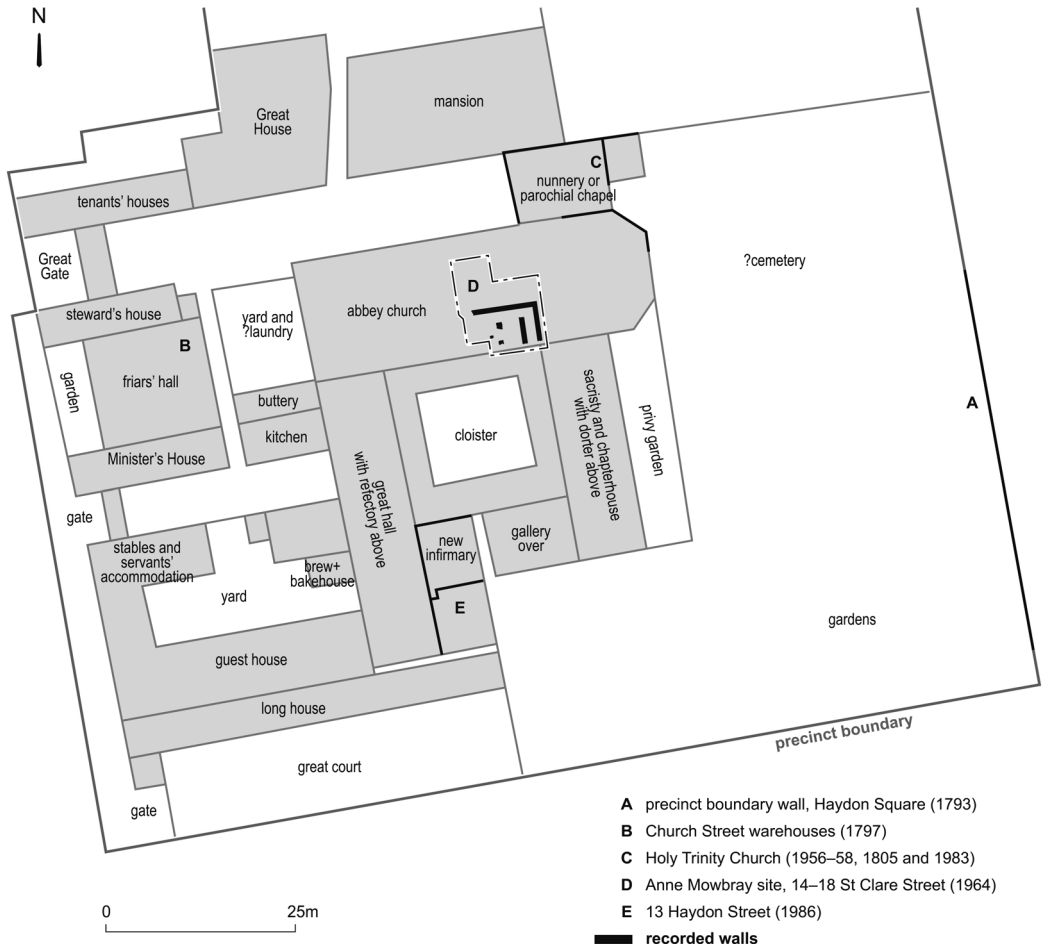 N
Great
House
mansion
C
nunnery or
parochial chapel
tenants’ houses
Great
Gate
?cemetery
D
steward’s house
yard and
?laundry
abbey church
B
garden
friars’ hall
buttery
kitchen
cloister
sacristy and chapterhouse
with dorter above
privy garden
A
Minister’s House
great hall
with refectory above
gate
stables and
servants’
accommodation
new
infirmary
gallery
over
brew+
bakehouse
yard
E
gardens
guest house
long house
precinct boundary
great court
gate
A precinct boundary wall, Haydon Square (1793)
B Church Street warehouses (1797)
C Holy Trinity Church (1956–58, 1805 and 1983)
D Anne Mowbray site, 14–18 St Clare Street (1964)
E 13 Haydon Street (1986)
recorded walls
0 25m